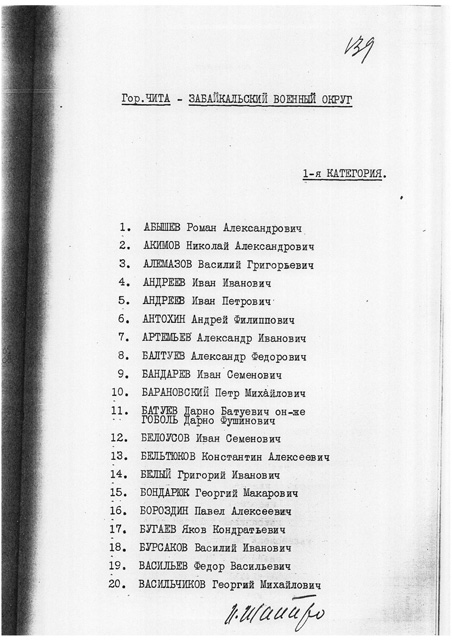 139
Гор.ЧИТА - ЗАБАЙКАЛЬСКИЙ ВОЕННЫЙ ОКРУГ
1-я КАТЕГОРИЯ.
1. АБЫШЕВ Роман Александрович
2. АКИМОВ Николай Александрович
3. АЛЕМАЗОВ Василий Григорьевич
4. АНДРЕЕВ Иван Иванович
5. АНДРЕЕВ Иван Петрович
6. АНТОХИН Андрей Филиппович
7. АРТЕМЬЕВ Александр Иванович
8. БАЛТУЕВ Александр Федорович
9. БАНДАРЕВ Иван Семенович
10. БАРАНОВСКИЙ Петр Михайлович
11. БАТУЕВ Дарно Батуевич он-же
ГОБОЛЬ Дарно Фушинович
12. БЕЛОУСОВ Иван Семенович
13. БЕЛЬТЮКОВ Константин Алексеевич
14. БЕЛЫЙ Григорий Иванович
15. БОНДАРЮК Георгий Макарович
16. БОРОЗДИН Павел Алексеевич
17. БУГАЕВ Яков Кондратьевич
18. БУРСАКОВ Василий Иванович
19. ВАСИЛЬЕВ Федор Васильевич
20. ВАСИЛЬЧИКОВ Георгий Михайлович